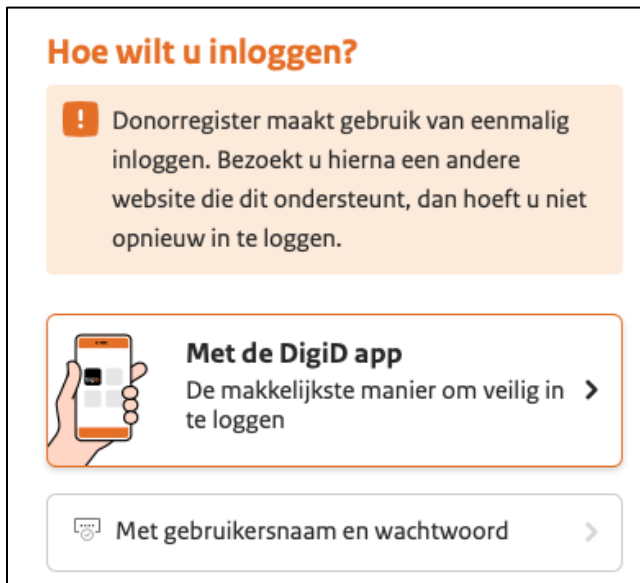 Hoe wilt u inloggen?
Donorregister maakt gebruik van eenmalig
inloggen. Bezoekt u hierna een andere
website die dit ondersteunt, dan hoeft u niet
opnieuw in te loggen.
Met de DigiD app
De makkelijkste manier om veilig in
te loggen
Met gebruikersnaam en wachtwoord